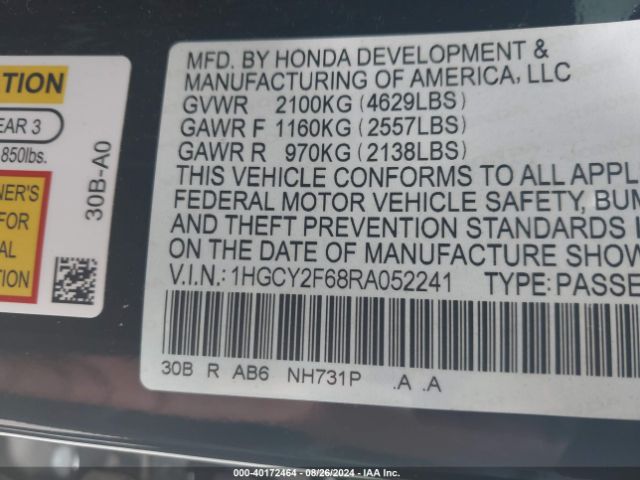 TION
EAR 3
850lbs.
NER'S
FOR
AL
ION
30B-A0
MFD. BY HONDA DEVELOPMENT &
MANUFACTURING OF AMERICA, LLC
GVWR 2100KG (4629LBS)
GAWR F 1160KG (2557LBS)
GAWR R 970KG (2138LBS)
THIS VEHICLE CONFORMS TO ALL APPL
FEDERAL MOTOR VEHICLE SAFETY, BUM
AND THEFT PREVENTION STANDARDS I
ON THE DATE OF MANUFACTURE SHOW
V.I.N.: 1HGCY2F68RA052241 TYPE: PASSE
30B R AB6 NH731P .A .A
000-40172464 - 08/26/2024 - IAA Inc.